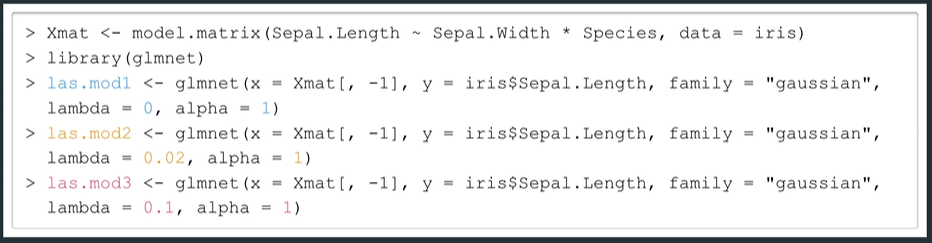 > Xmat <- model.matrix(Sepal.Length ~ Sepal.Width * Species, data = iris)
> library(glmnet)
> las.mod1 <- glmnet(x = Xmat[, -1], y = iris$Sepal.Length, family = "gaussian",
lambda = 0, alpha = 1)
> las.mod2 <- glmnet(x = Xmat[, -1], y = iris$Sepal.Length, family = "gaussian",
lambda = 0.02, alpha = 1)
> las.mod3 <- glmnet(x = Xmat[, -1], y = iris$Sepal.Length, family = "gaussian",
lambda = 0.1, alpha = 1)